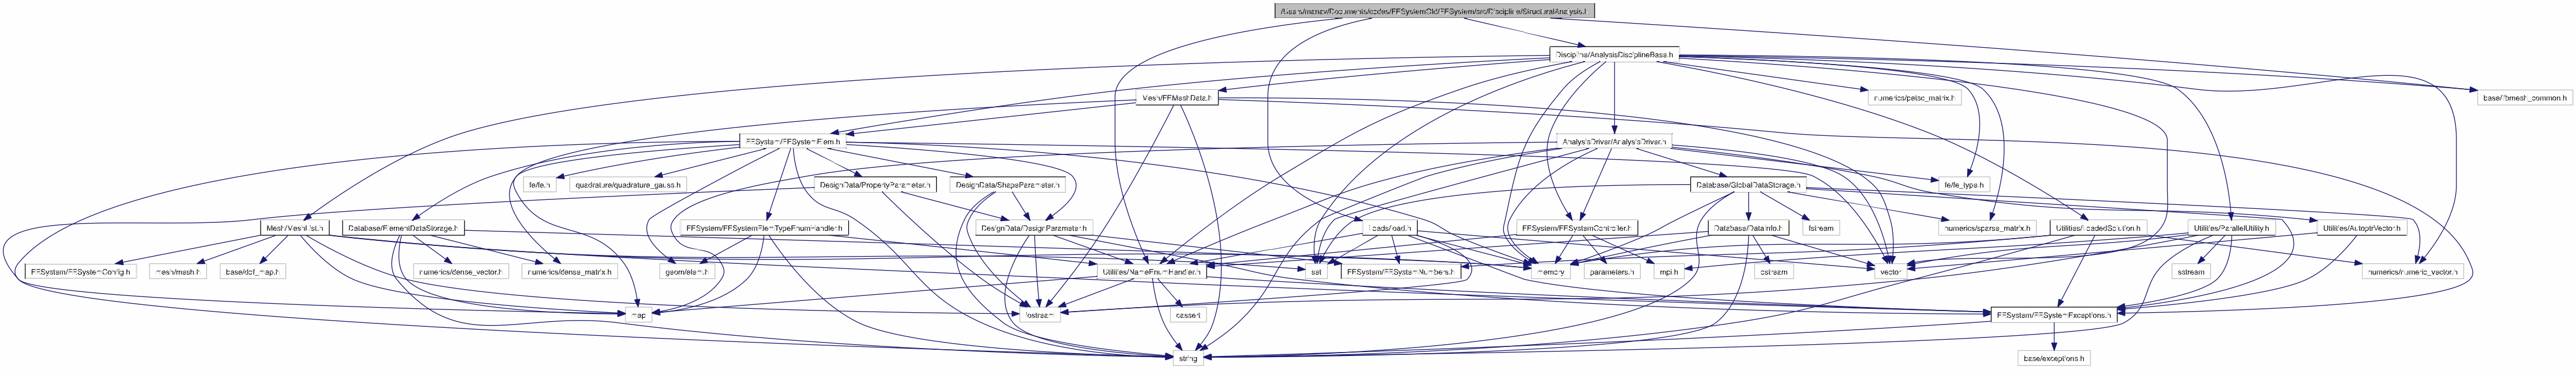 /Users/manav/Documents/codes/FESystemOld/FESystem/src/Discipline/StructuralAnalysis.h
Discipline/AnalysisDisciplineBase.h
Mesh/FEMeshData.h
numerics/petsc_matrix.h
base/libmesh_common.h
FESystem/FESystemElem.h
AnalysisDriver/AnalysisDriver.h
fe/fe.h
quadrature/quadrature_gauss.h
DesignData/PropertyParameter.h
DesignData/ShapeParameter.h
Database/GlobalDataStorage.h
fe/fe_type.h
Mesh/MeshList.h
Database/ElementDataStorage.h
FESystem/FESystemElemTypeEnumHandler.h
DesignData/DesignParameter.h
Loads/load.h
FESystem/FESystemController.h
Database/DataInfo.h
fstream
numerics/sparse_matrix.h
Utilities/LoadedSolution.h
Utilities/ParallelUtility.h
Utilities/AutoptrVector.h
FESystem/FESystemConfig.h
mesh/mesh.h
base/dof_map.h
numerics/dense_vector.h
numerics/dense_matrix.h
geom/elem.h
Utilities/NameEnumHandler.h
set
FESystem/FESystemNumbers.h
memory
parameters.h
mpi.h
ostream
vector
sstream
numerics/numeric_vector.h
map
iostream
cassert
FESystem/FESystemExceptions.h
string
base/exceptions.h